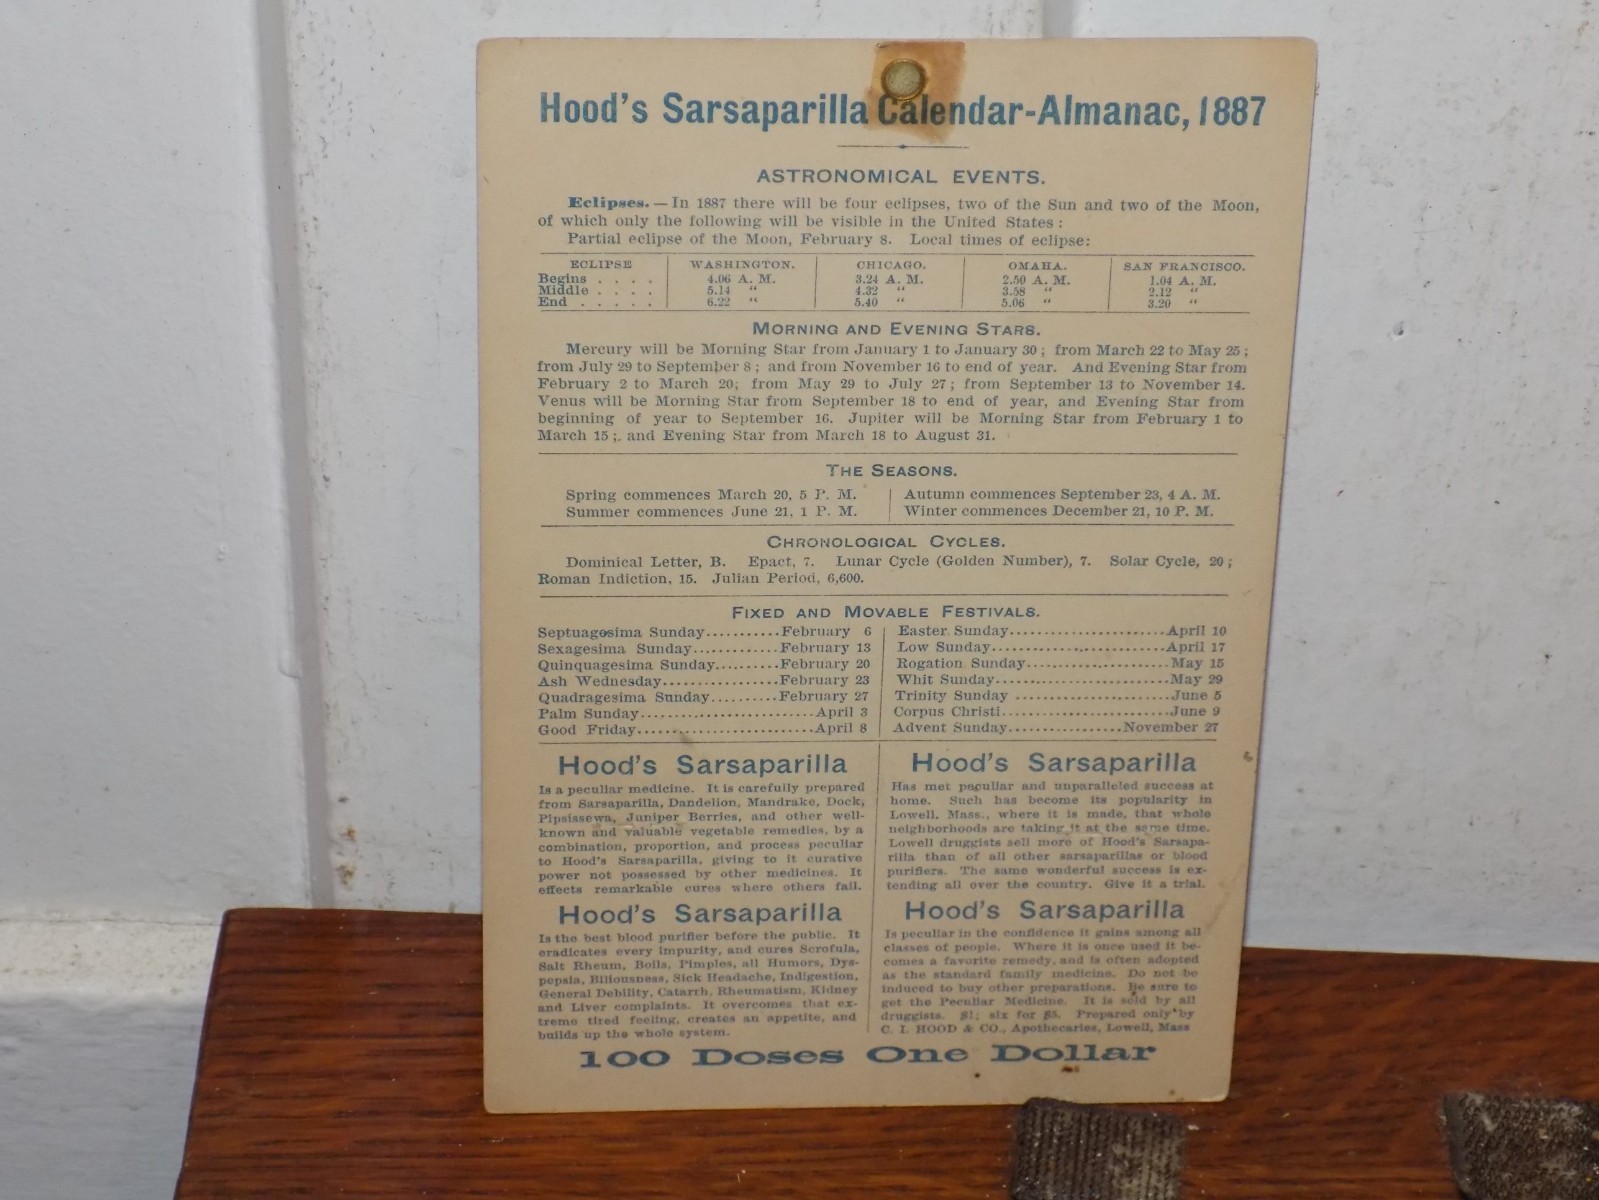 Hood's Sarsaparilla Calendar-Almanac, 1887
ASTRONOMICAL EVENTS.
Eclipses. — In 1887 there will be four eclipses, two of the Sun and two of the Moon,
of which only the following will be visible in the United States :
Partial eclipse of the Moon, February 8. Local times of eclipse:
ECLIPSE WASHINGTON. CHICAGO. OMAHA. SAN FRANCISCO.
Begins . . . . 4.06 A. M. 3.24 A. M. 2.50 A. M. 1.04 A. M.
Middle . . . . 5.14 " 4.32 " 3.58 " 2.12 "
End . . . . . 6.22 " 5.40 " 5.06 " 3.20 "
MORNING AND EVENING STARS.
Mercury will be Morning Star from January 1 to January 30 ; from March 22 to May 25 ;
from July 29 to September 8 ; and from November 16 to end of year. And Evening Star from
February 2 to March 20; from May 29 to July 27 ; from September 13 to November 14.
Venus will be Morning Star from September 18 to end of year, and Evening Star from
beginning of year to September 16. Jupiter will be Morning Star from February 1 to
March 15 ; and Evening Star from March 18 to August 31.
THE SEASONS.
Spring commences March 20, 5 P. M. Autumn commences September 23, 4 A. M.
Summer commences June 21, 1 P. M. Winter commences December 21, 10 P. M.
CHRONOLOGICAL CYCLES.
Dominical Letter, B. Epact, 7. Lunar Cycle (Golden Number), 7. Solar Cycle, 20 ;
Roman Indiction, 15. Julian Period, 6,600.
FIXED AND MOVABLE FESTIVALS.
Septuagesima Sunday...........February 6
Sexagesima Sunday............February 13
Quinquagesima Sunday.........February 20
Ash Wednesday................February 23
Quadragesima Sunday..........February 27
Palm Sunday.........................April 3
Good Friday.........................April 8
Easter Sunday.......................April 10
Low Sunday.........................April 17
Rogation Sunday....................May 15
Whit Sunday........................May 29
Trinity Sunday ......................June 5
Corpus Christi.......................June 9
Advent Sunday................November 27
Hood's Sarsaparilla
Is a peculiar medicine. It is carefully prepared
from Sarsaparilla, Dandelion, Mandrake, Dock,
Pipsissewa, Juniper Berries, and other well-
known and valuable vegetable remedies, by a
combination, proportion, and process peculiar
to Hood's Sarsaparilla, giving to it curative
power not possessed by other medicines. It
effects remarkable cures where others fail.
Hood's Sarsaparilla
Has met peculiar and unparalleled success at
home. Such has become its popularity in
Lowell, Mass., where it is made, that whole
neighborhoods are taking it at the same time.
Lowell druggists sell more of Hood's Sarsapa-
rilla than of all other sarsaparillas or blood
purifiers. The same wonderful success is ex-
tending all over the country. Give it a trial.
Hood's Sarsaparilla
Is the best blood purifier before the public. It
eradicates every impurity, and cures Scrofula,
Salt Rheum, Boils, Pimples, all Humors, Dys-
pepsia, Biliousness, Sick Headache, Indigestion,
General Debility, Catarrh, Rheumatism, Kidney
and Liver complaints. It overcomes that ex-
treme tired feeling, creates an appetite, and
builds up the whole system.
Hood's Sarsaparilla
Is peculiar in the confidence it gains among all
classes of people. Where it is once used it be-
comes a favorite remedy, and is often adopted
as the standard family medicine. Do not be
induced to buy other preparations. Be sure to
get the Peculiar Medicine. It is sold by all
druggists. $1; six for $5. Prepared only by
C. I. HOOD & CO., Apothecaries, Lowell, Mass
100 Doses One Dollar